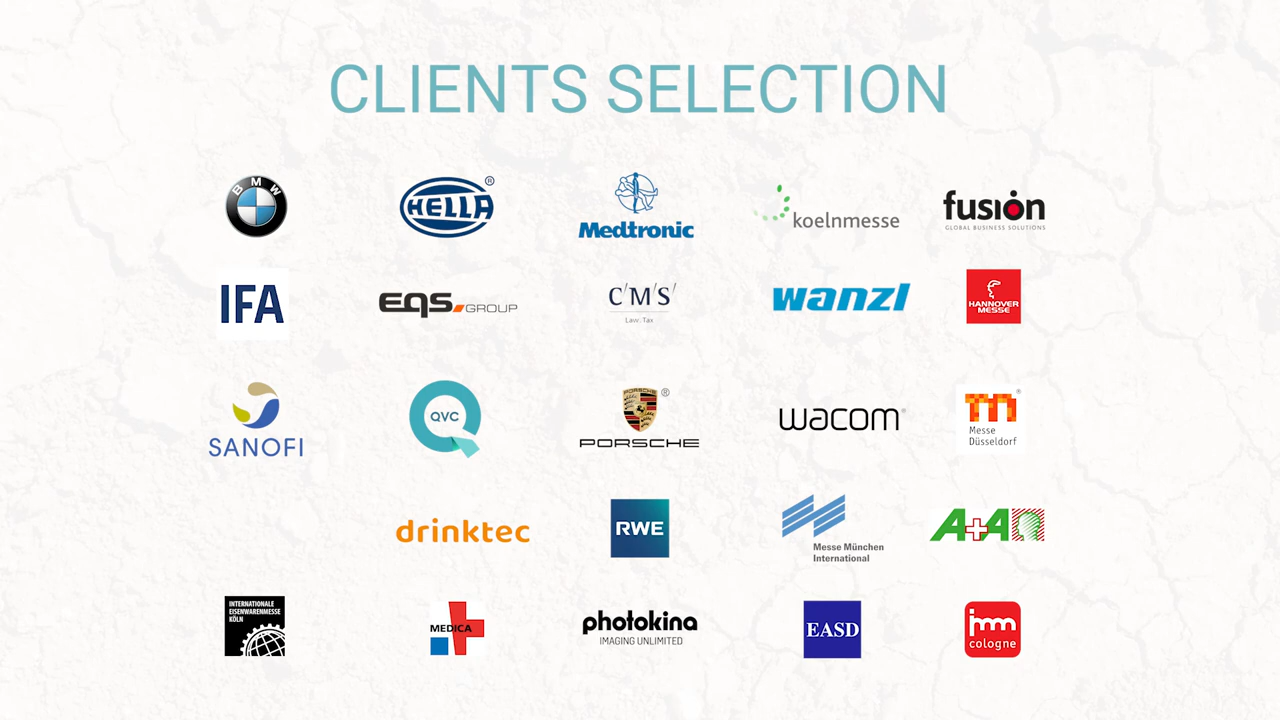 CLIENTS SELECTION
BMW
HELLA ®
Medtronic
koelnmesse
fusion
GLOBAL BUSINESS SOLUTIONS
IFA
EQS GROUP
C'M'S'
Law.Tax
wanzl
HANNOVER
MESSE
SANOFI
QVC
PORSCHE ®
PORSCHE
wacom®
m ®
Messe
Düsseldorf
drinktec
RWE
Messe München
International
A+A
INTERNATIONALE
EISENWARENMESSE
KÖLN
MEDICA
photokina
IMAGING UNLIMITED
EASD
imm
cologne